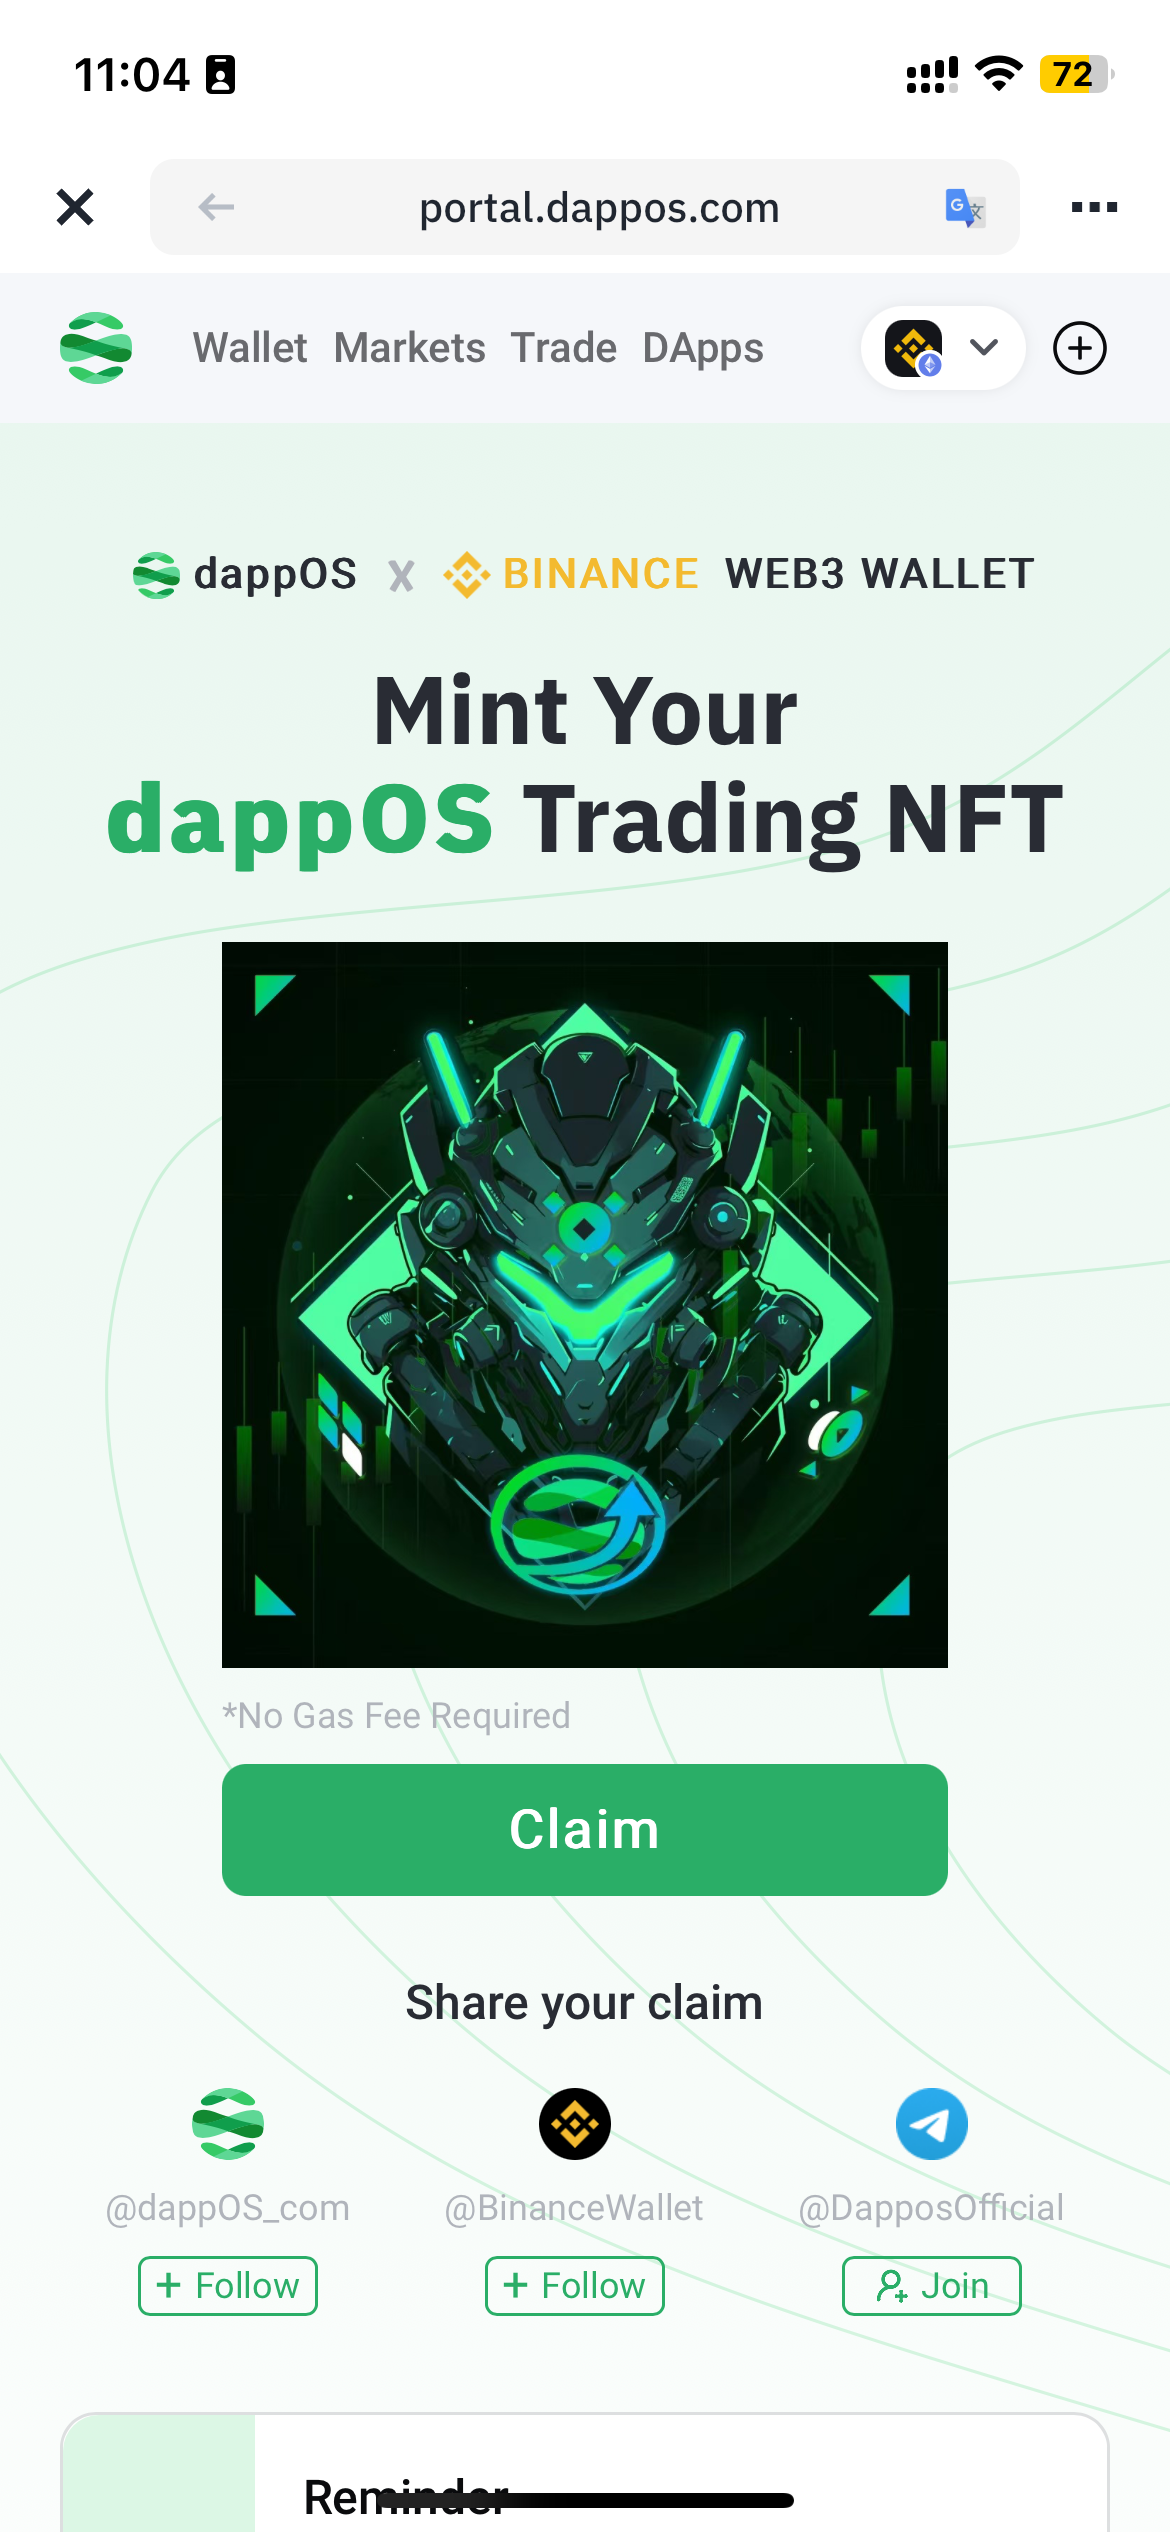 11:04
72
portal.dappos.com
Wallet Markets Trade DApps
dappOS X BINANCE WEB3 WALLET
Mint Your
dappOS Trading NFT
*No Gas Fee Required
Claim
Share your claim
@dappOS_com @BinanceWallet @DapposOfficial
+ Follow + Follow Join
Reminder